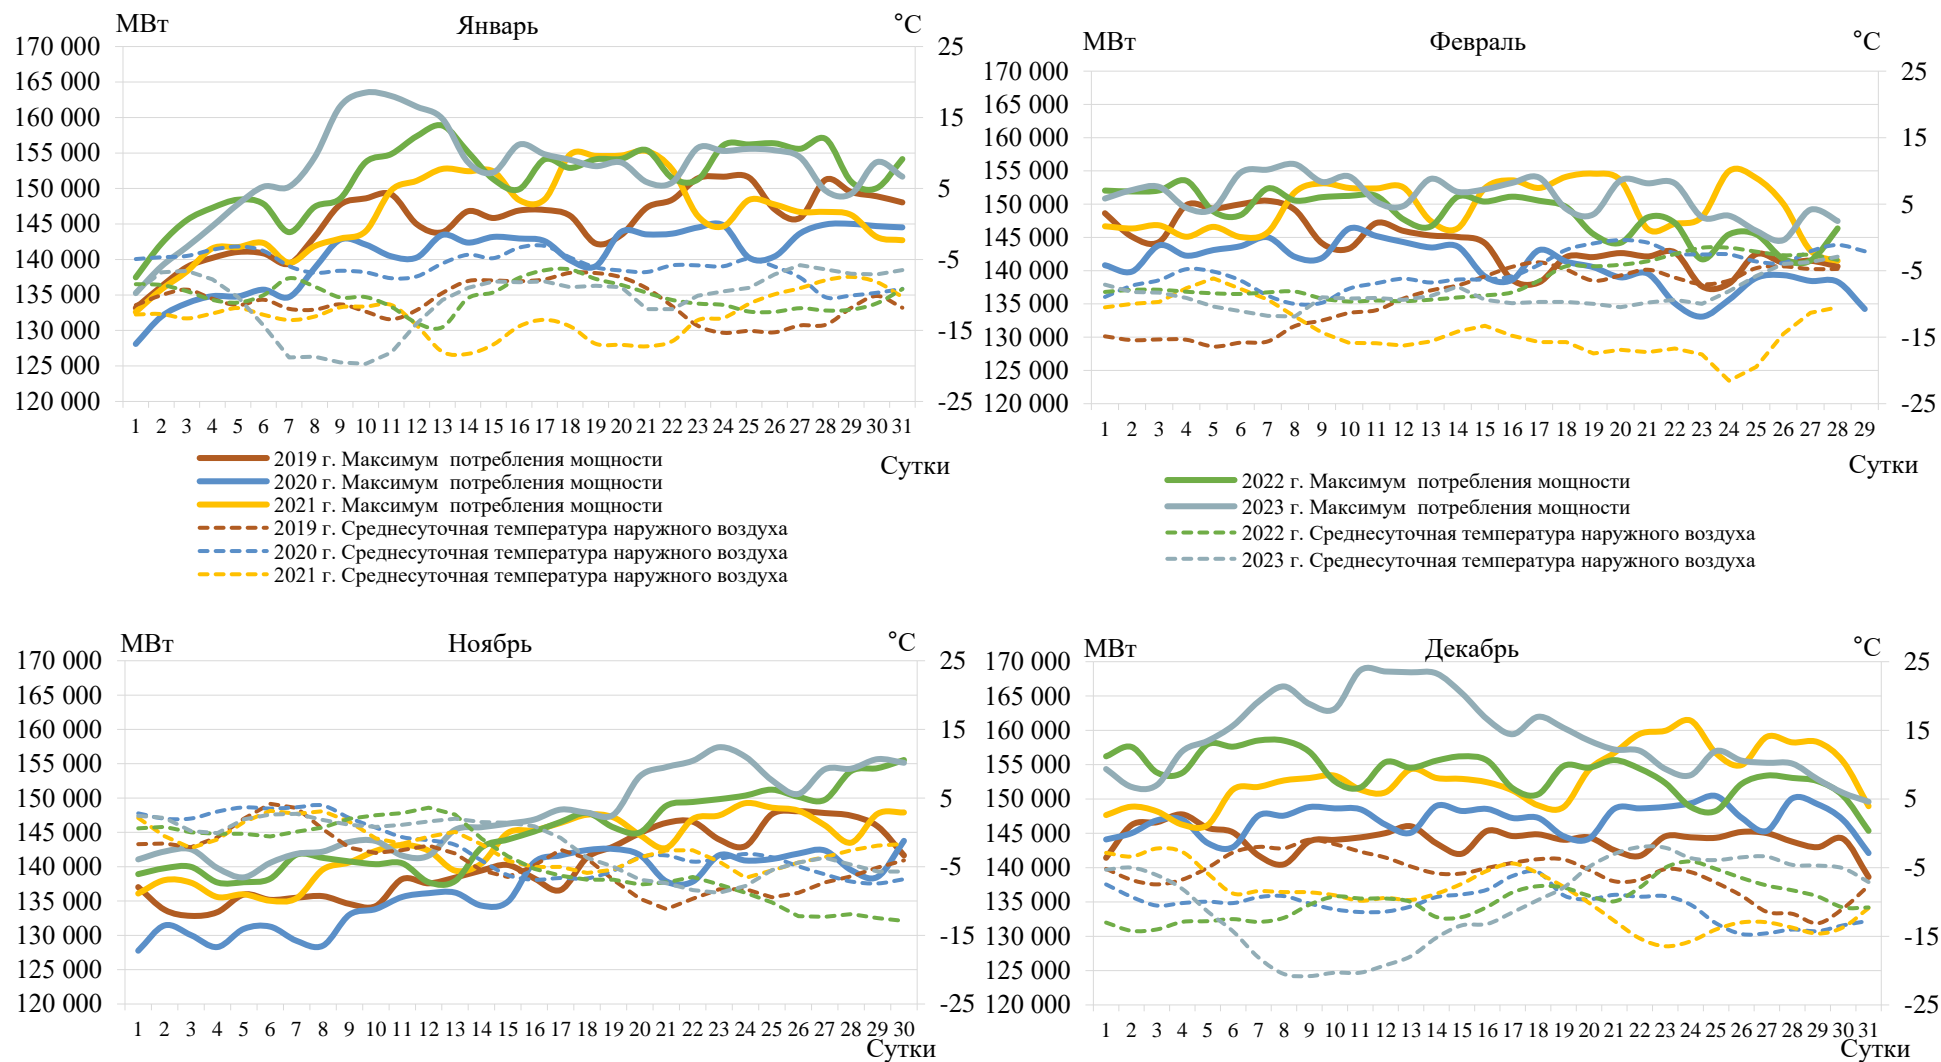 МВт
Январь
°С
170 000
165 000
160 000
155 000
150 000
145 000
140 000
135 000
130 000
125 000
120 000
25
15
5
-5
-15
-25
1 2 3 4 5 6 7 8 9 10 11 12 13 14 15 16 17 18 19 20 21 22 23 24 25 26 27 28 29 30 31
Сутки
2019 г. Максимум потребления мощности
2020 г. Максимум потребления мощности
2021 г. Максимум потребления мощности
2019 г. Среднесуточная температура наружного воздуха
2020 г. Среднесуточная температура наружного воздуха
2021 г. Среднесуточная температура наружного воздуха
МВт
Февраль
°С
170 000
165 000
160 000
155 000
150 000
145 000
140 000
135 000
130 000
125 000
120 000
25
15
5
-5
-15
-25
1 2 3 4 5 6 7 8 9 10 11 12 13 14 15 16 17 18 19 20 21 22 23 24 25 26 27 28 29
Сутки
2022 г. Максимум потребления мощности
2023 г. Максимум потребления мощности
2022 г. Среднесуточная температура наружного воздуха
2023 г. Среднесуточная температура наружного воздуха
МВт
Ноябрь
°С
170 000
165 000
160 000
155 000
150 000
145 000
140 000
135 000
130 000
125 000
120 000
25
15
5
-5
-15
-25
1 2 3 4 5 6 7 8 9 10 11 12 13 14 15 16 17 18 19 20 21 22 23 24 25 26 27 28 29 30
Сутки
МВт
Декабрь
°С
170 000
165 000
160 000
155 000
150 000
145 000
140 000
135 000
130 000
125 000
120 000
25
15
5
-5
-15
-25
1 2 3 4 5 6 7 8 9 10 11 12 13 14 15 16 17 18 19 20 21 22 23 24 25 26 27 28 29 30 31
Сутки